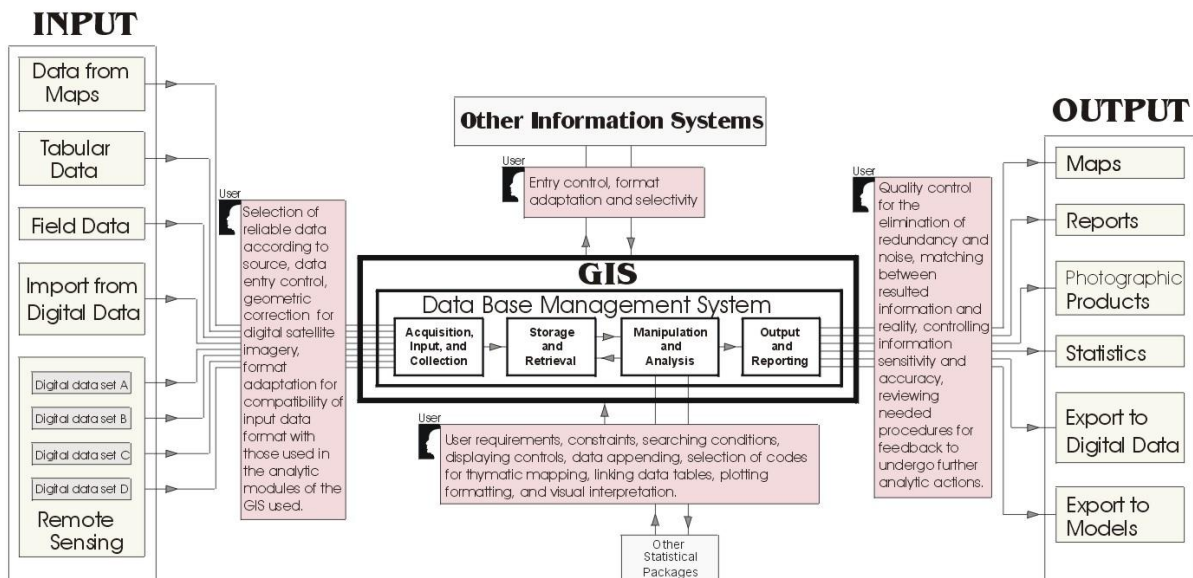 INPUT
Data from
Maps
Tabular
Data
Field Data
Import from
Digital Data
Digital data set A
Digital data set B
Digital data set C
Digital data set D
Remote
Sensing
User
Selection of
reliable data
according to
source, data
entry control,
geometric
correction for
digital satellite
imagery,
format
adaptation for
compatibility of
input data
format with
those used in
the analytic
modules of the
GIS used.
Other Information Systems
User
Entry control, format
adaptation and selectivity
GIS
Data Base Management System
Acquisition,
Input, and
Collection
Storage
and
Retrieval
Manipulation
and
Analysis
Output
and
Reporting
User
User requirements, constraints, searching conditions,
displaying controls, data appending, selection of codes
for thymatic mapping, linking data tables, plotting
formatting, and visual interpretation.
Other
Statistical
Packages
User
Quality control
for the
elimination of
redundancy and
noise, matching
between
resulted
information and
reality, controlling
information
sensitivity and
accuracy,
reviewing
needed
procedures for
feedback to
undergo further
analytic actions.
OUTPUT
Maps
Reports
Photographic
Products
Statistics
Export to
Digital Data
Export to
Models